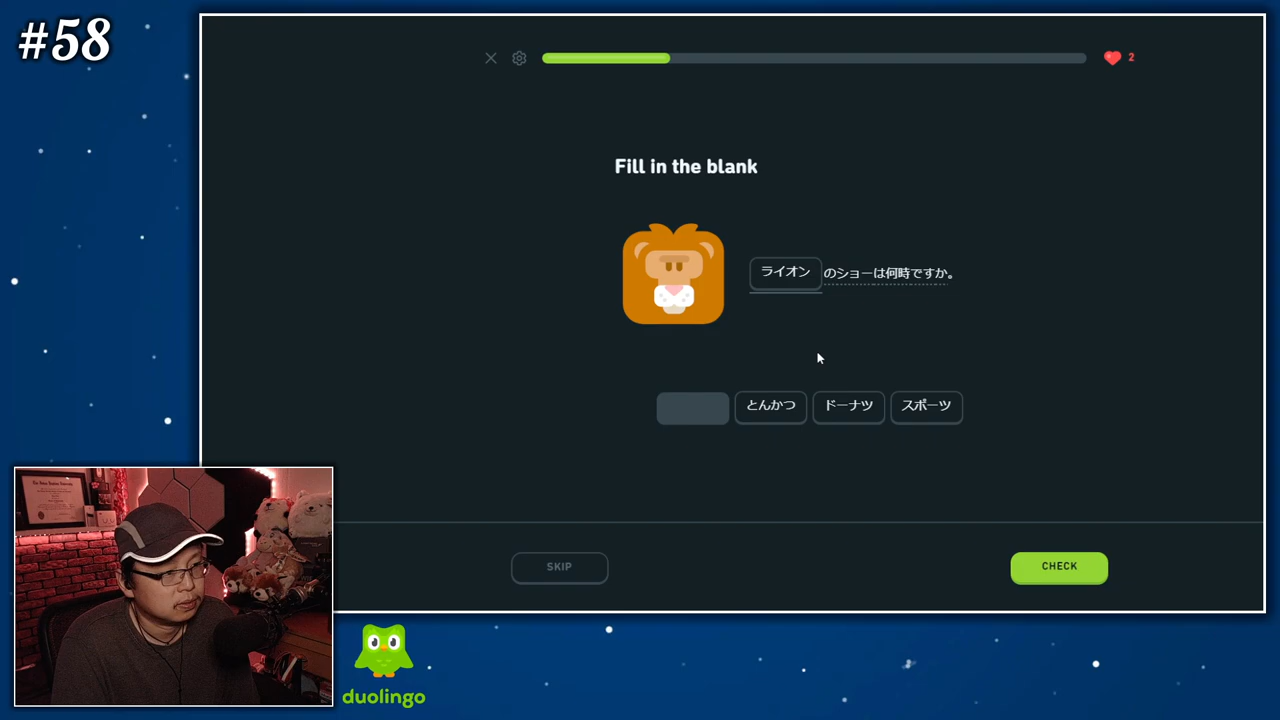 #58
2
Fill in the blank
ライオン のショーは何時ですか。
とんかつ ドーナツ スポーツ
SKIP
CHECK
duolingo